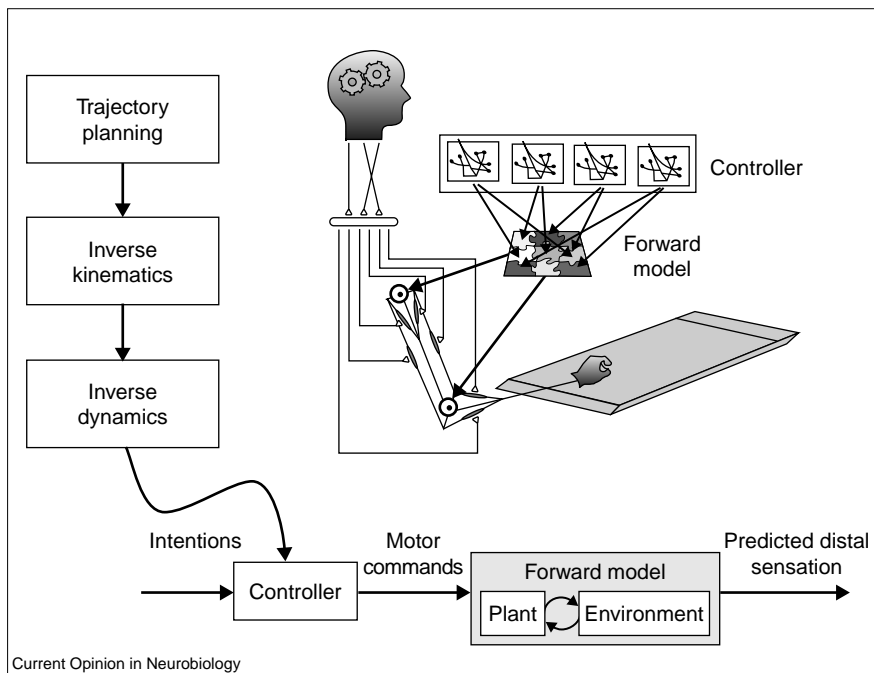 Trajectory
planning
Inverse
kinematics
Inverse
dynamics
Controller
Forward
model
Intentions
Controller
Motor
commands
Forward model
Plant
Environment
Predicted distal
sensation
Current Opinion in Neurobiology